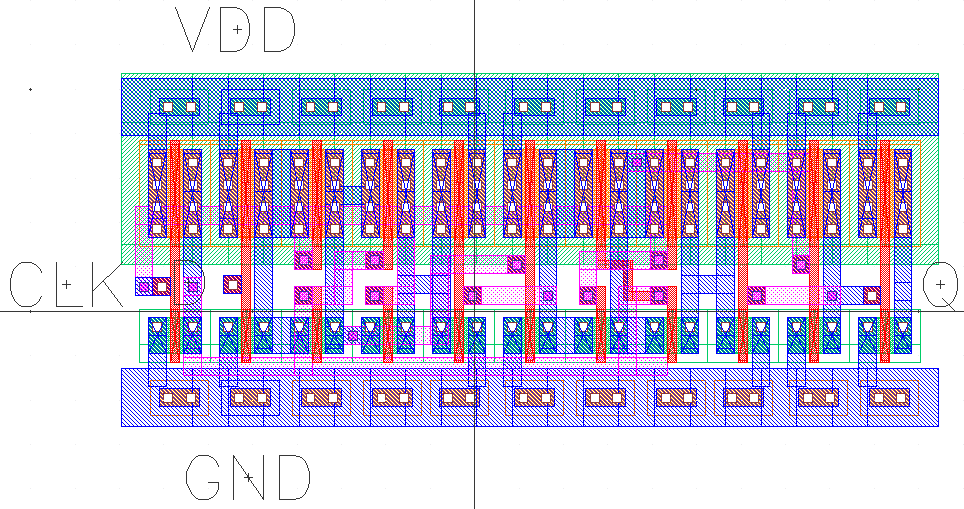 VDD
CLK D Q
GND